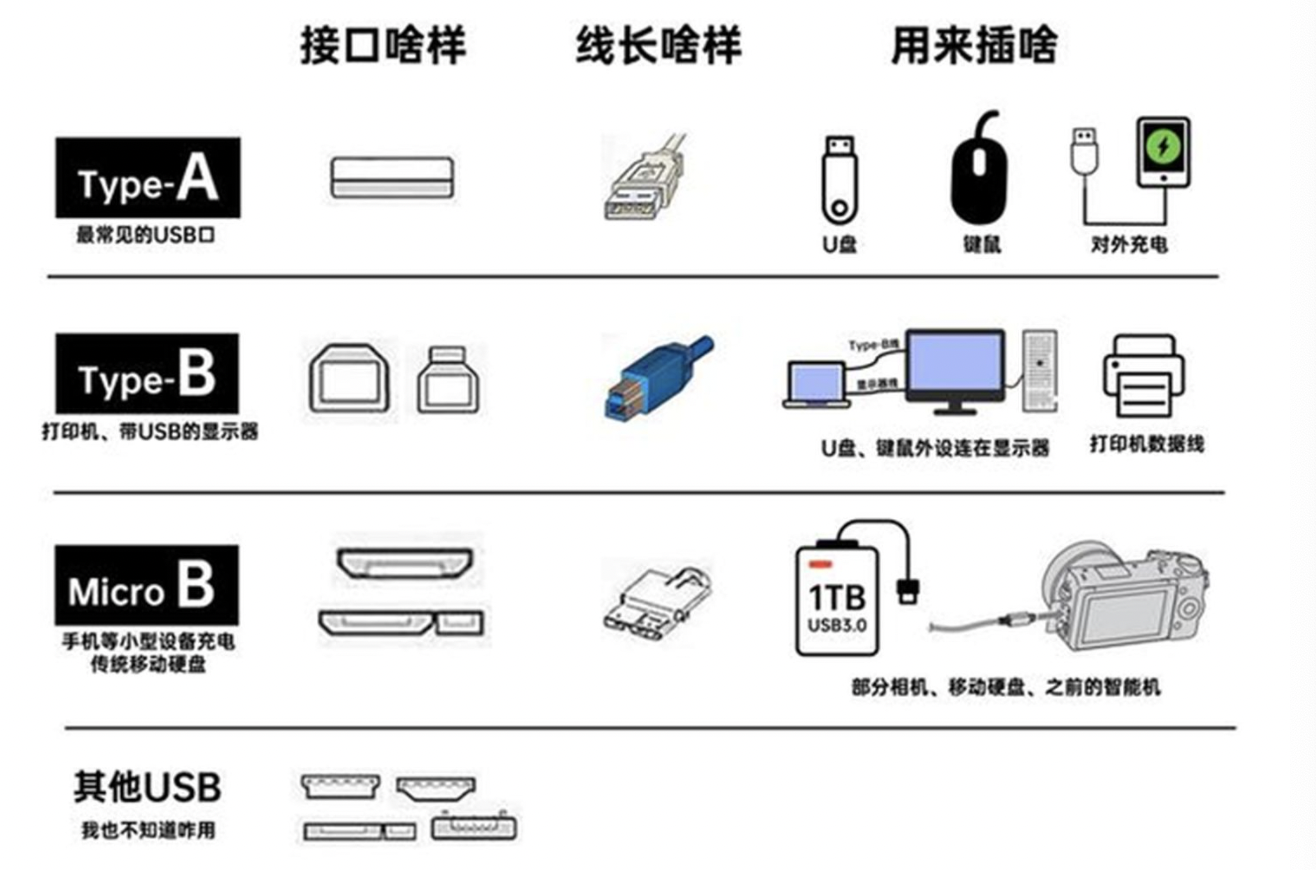 接口啥样 线长啥样 用来插啥
Type-A
最常见的USB口
U盘 键鼠 对外充电
Type-B
打印机、带USB的显示器
Type-B线
显示器线
U盘、键鼠外设连在显示器
打印机数据线
Micro B
手机等小型设备充电
传统移动硬盘
1TB
USB3.0
部分相机、移动硬盘、之前的智能机
其他USB
我也不知道咋用